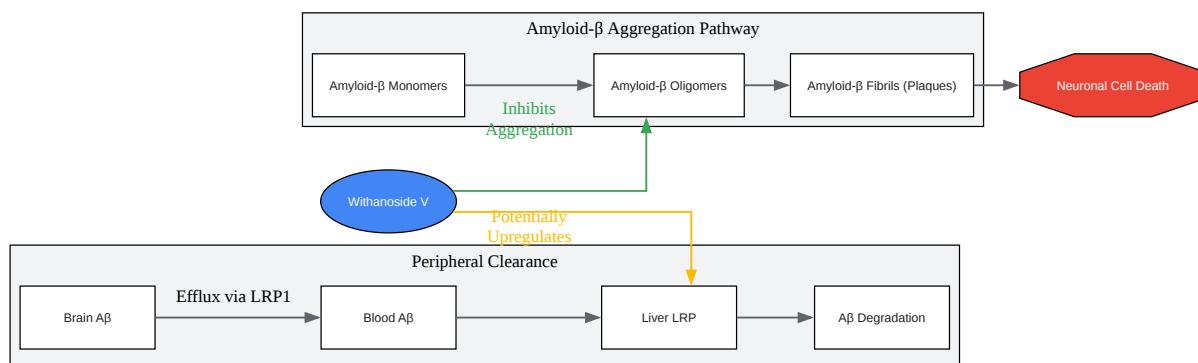 Amyloid-β Aggregation Pathway
Amyloid-β Monomers
Amyloid-β Oligomers
Amyloid-β Fibrils (Plaques)
Neuronal Cell Death
Inhibits
Aggregation
Withanoside V
Potentially
Upregulates
Peripheral Clearance
Efflux via LRP1
Brain Aβ
Blood Aβ
Liver LRP
Aβ Degradation